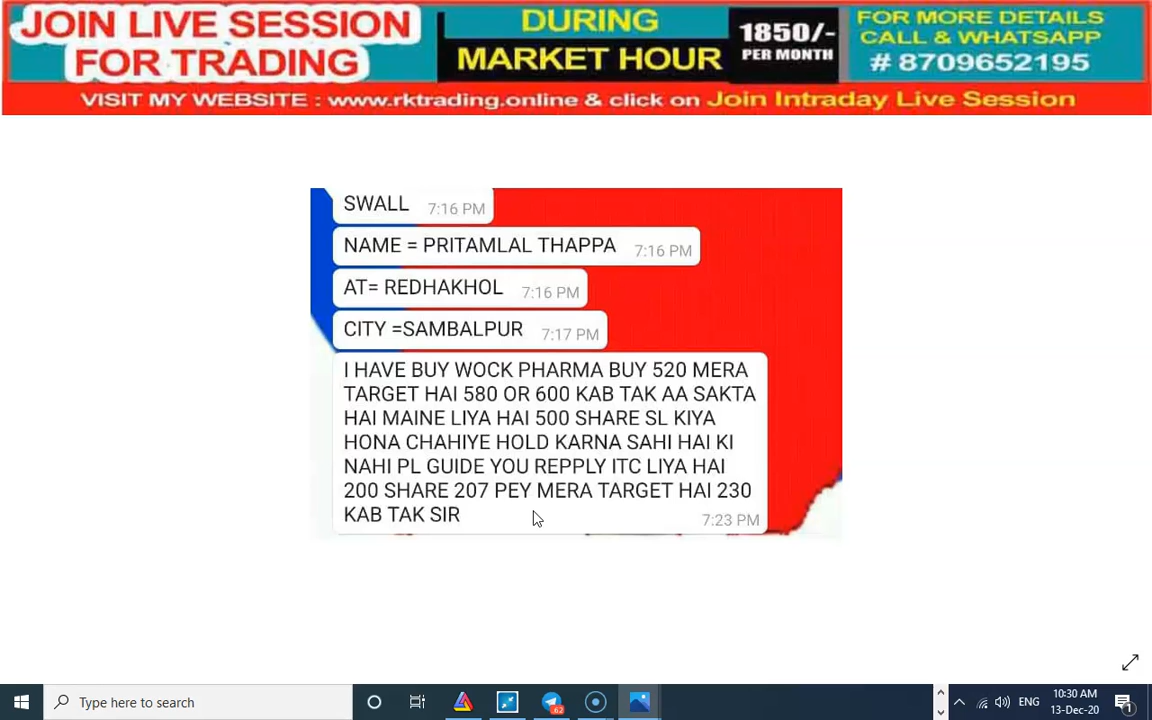 JOIN LIVE SESSION
FOR TRADING
DURING
MARKET HOUR
1850/-
PER MONTH
FOR MORE DETAILS
CALL & WHATSAPP
# 8709652195
VISIT MY WEBSITE : www.rktrading.online & click on Join Intraday Live Session
SWALL 7:16 PM
NAME = PRITAMLAL THAPPA 7:16 PM
AT= REDHAKHOL 7:16 PM
CITY =SAMBALPUR 7:17 PM
I HAVE BUY WOCK PHARMA BUY 520 MERA
TARGET HAI 580 OR 600 KAB TAK AA SAKTA
HAI MAINE LIYA HAI 500 SHARE SL KIYA
HONA CHAHIYE HOLD KARNA SAHI HAI KI
NAHI PL GUIDE YOU REPPLY ITC LIYA HAI
200 SHARE 207 PEY MERA TARGET HAI 230
KAB TAK SIR 7:23 PM
Type here to search
62
ENG
10:30 AM
13-Dec-20
1